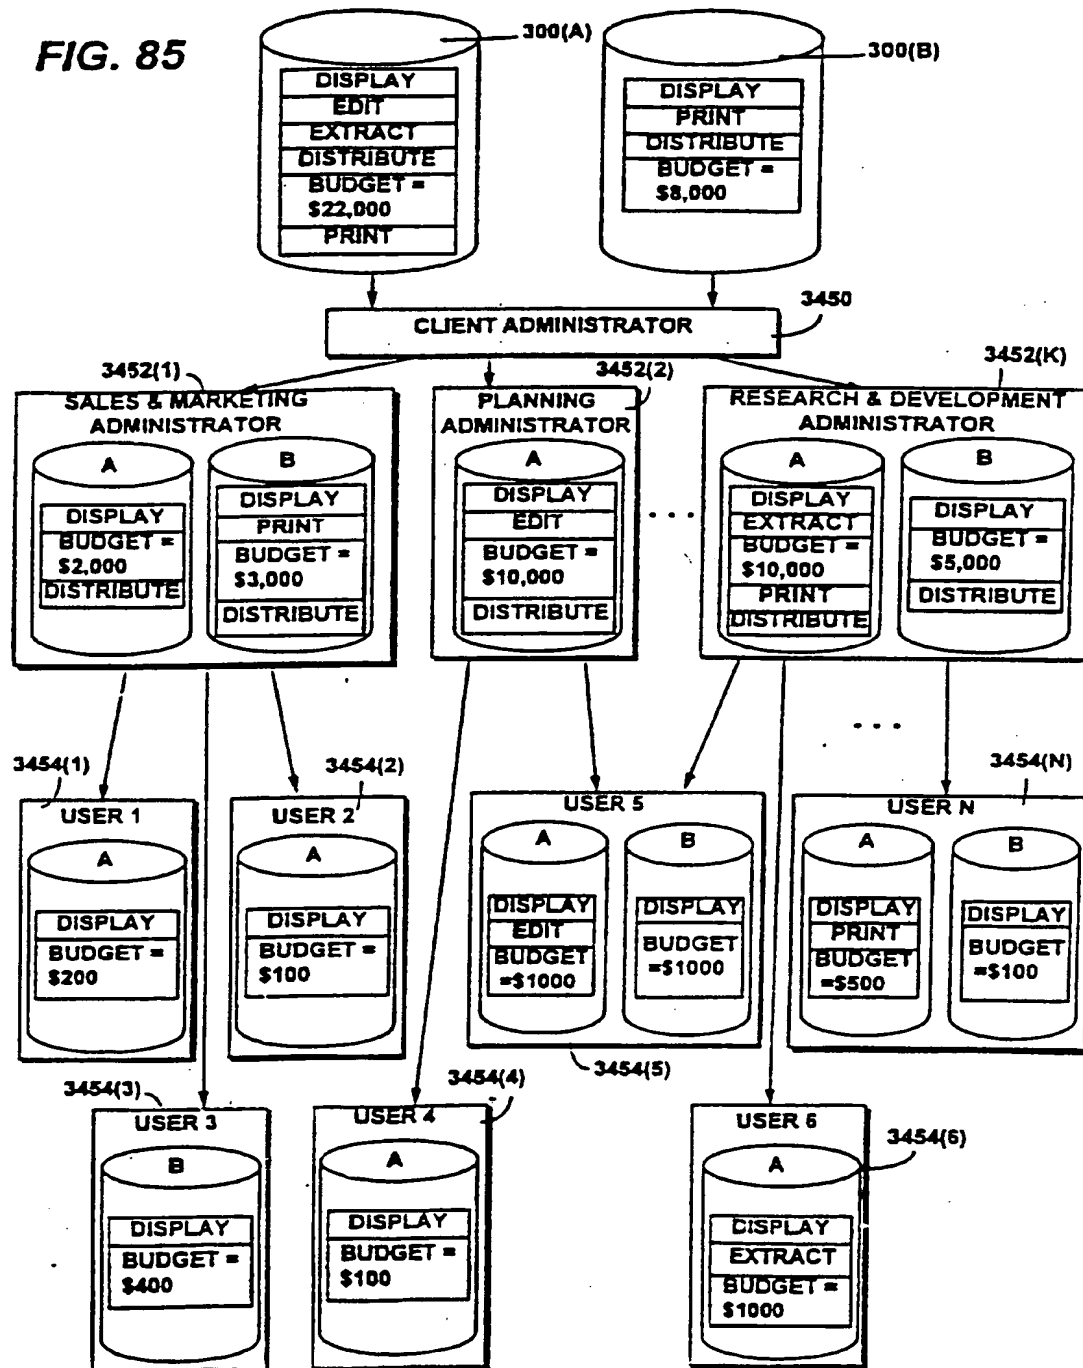 FIG. 85
300(A)
DISPLAY
EDIT
EXTRACT
DISTRIBUTE
BUDGET =
$22,000
PRINT
300(B)
DISPLAY
PRINT
DISTRIBUTE
BUDGET =
$8,000
CLIENT ADMINISTRATOR
3450
3452(1)
SALES & MARKETING
ADMINISTRATOR
A
DISPLAY
BUDGET =
$2,000
DISTRIBUTE
B
DISPLAY
PRINT
BUDGET =
$3,000
DISTRIBUTE
3452(2)
PLANNING
ADMINISTRATOR
A
DISPLAY
EDIT
BUDGET =
$10,000
DISTRIBUTE
. . .
3452(K)
RESEARCH & DEVELOPMENT
ADMINISTRATOR
A
DISPLAY
EXTRACT
BUDGET =
$10,000
PRINT
DISTRIBUTE
B
DISPLAY
BUDGET =
$5,000
DISTRIBUTE
. . .
3454(1)
USER 1
A
DISPLAY
BUDGET =
$200
3454(2)
USER 2
A
DISPLAY
BUDGET =
$100
USER 5
A
DISPLAY
EDIT
BUDGET
=$1000
B
DISPLAY
BUDGET
=$1000
3454(5)
3454(N)
USER N
A
DISPLAY
PRINT
BUDGET
=$500
B
DISPLAY
BUDGET
=$100
3454(3)
USER 3
B
DISPLAY
BUDGET =
$400
3454(4)
USER 4
A
DISPLAY
BUDGET =
$100
USER 6
3454(6)
A
DISPLAY
EXTRACT
BUDGET =
$1000